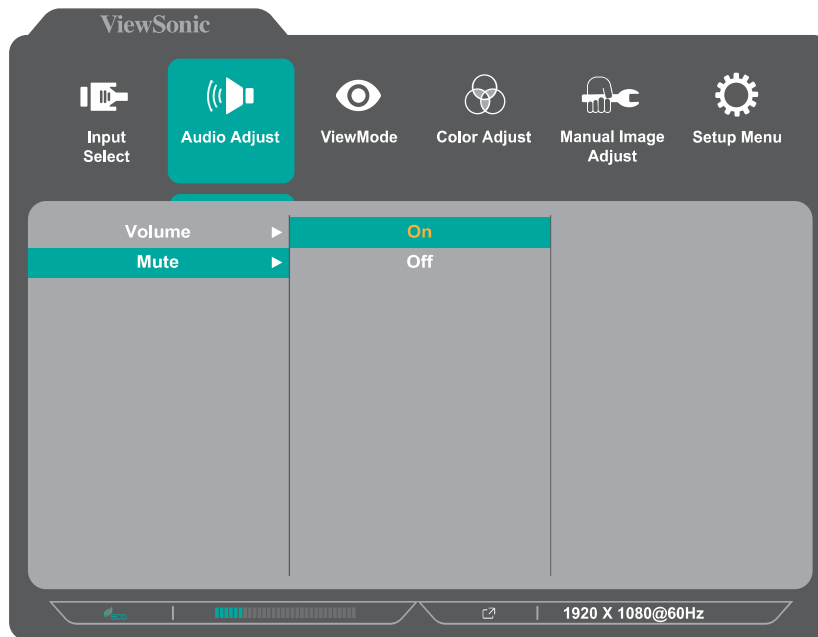 ViewSonic
Input Select
Audio Adjust
ViewMode
Color Adjust
Manual Image Adjust
Setup Menu
Volume
On
Mute
Off
eco
1920 X 1080@60Hz